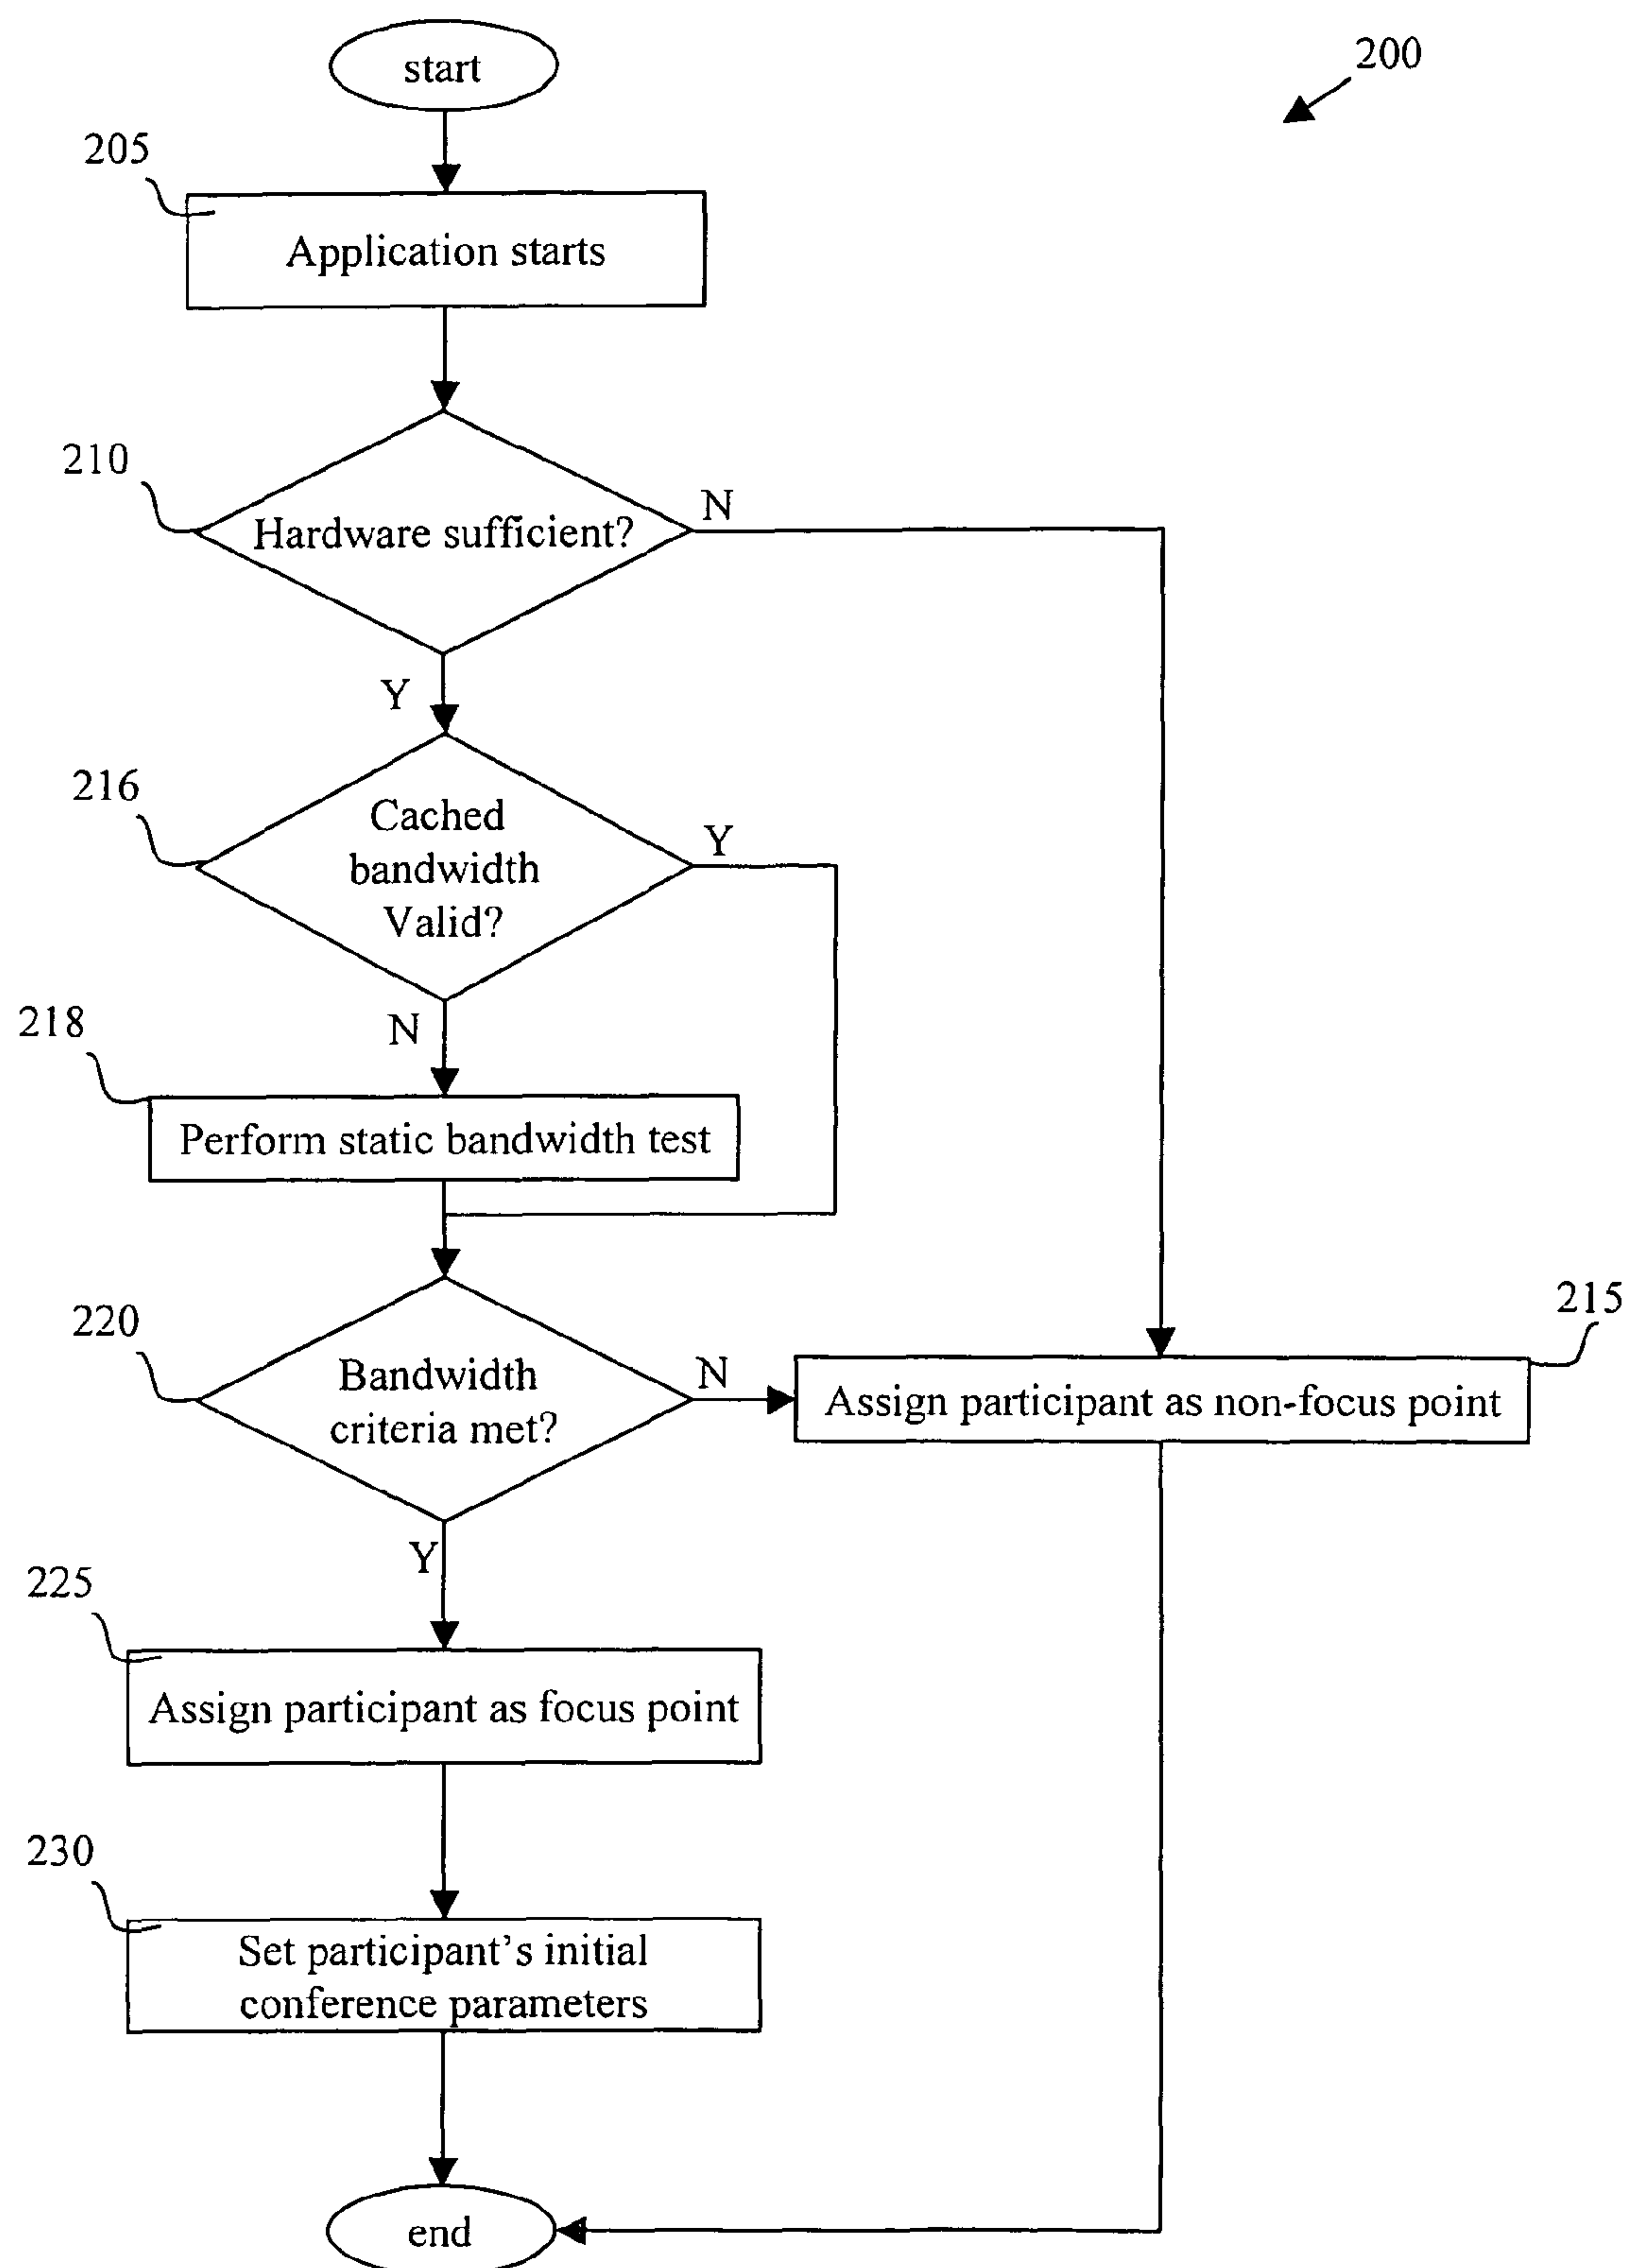 start
200
205
Application starts
210
Hardware sufficient?
N
Y
216
Cached
bandwidth
Valid?
Y
N
218
Perform static bandwidth test
220
Bandwidth
criteria met?
N
215
Assign participant as non-focus point
Y
225
Assign participant as focus point
230
Set participant's initial
conference parameters
end